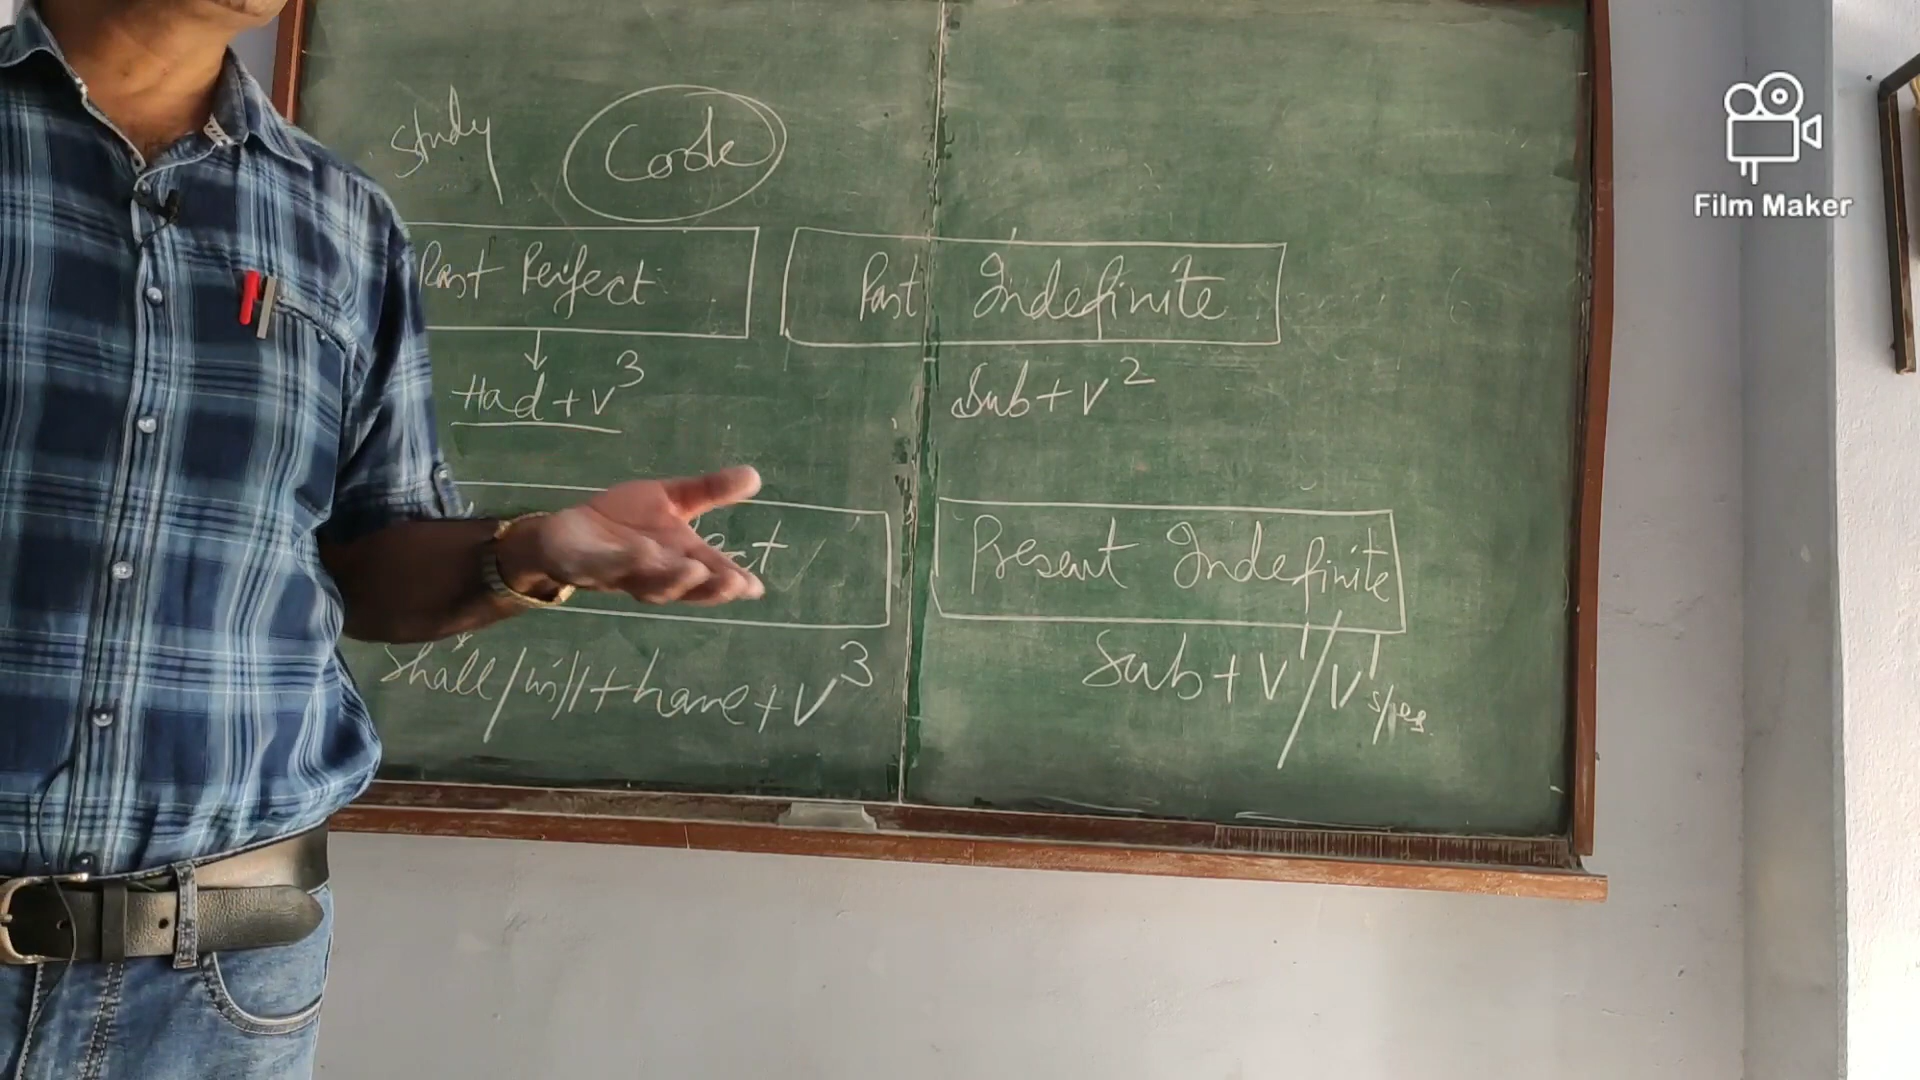 Study Code
Past Perfect
Past Indefinite
Had + V³
Sub + V²
Present Indefinite
Shall / will + have + V³
Sub + V¹ / V¹ s/es
Film Maker